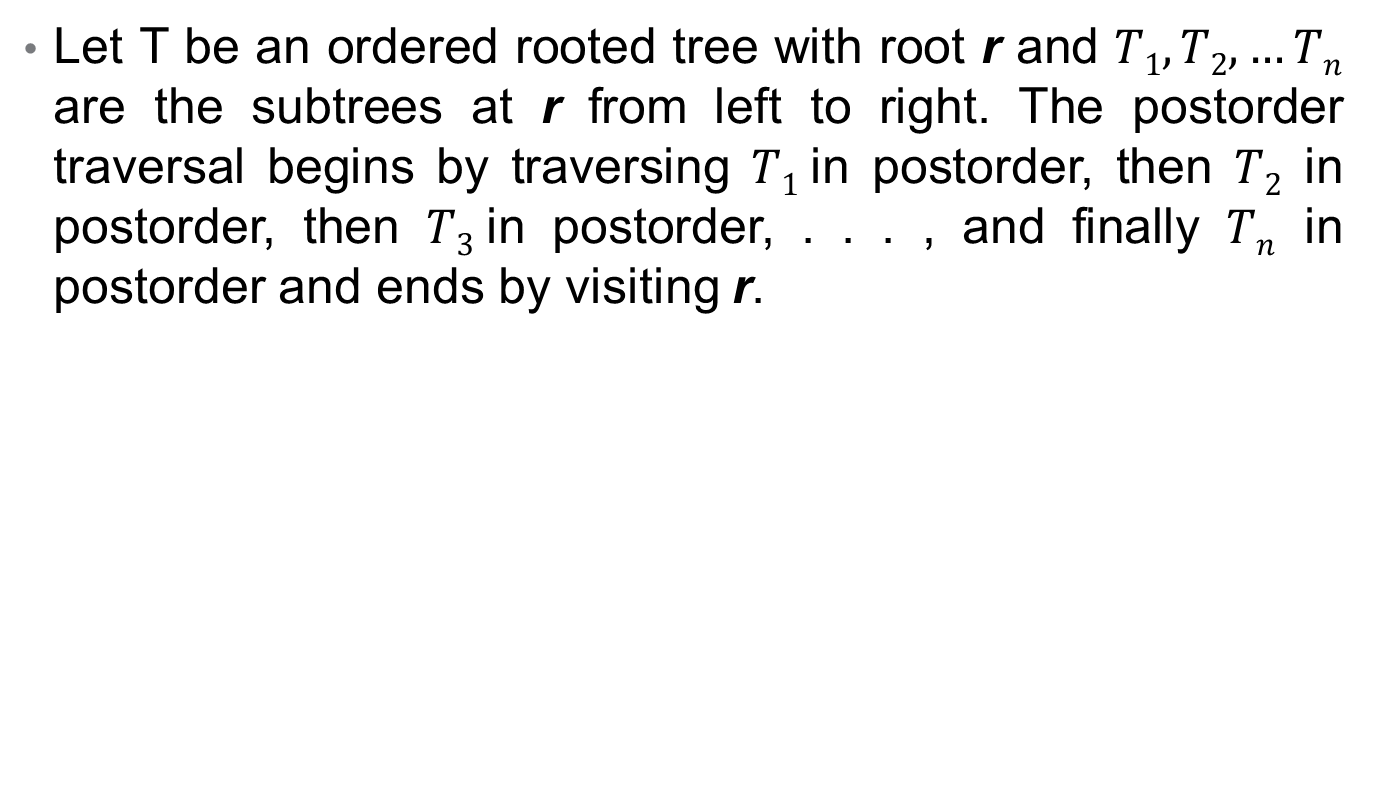 • Let T be an ordered rooted tree with root r and T₁, T₂, … Tₙ
are the subtrees at r from left to right. The postorder
traversal begins by traversing T₁ in postorder, then T₂ in
postorder, then T₃ in postorder, . . . , and finally Tₙ in
postorder and ends by visiting r.